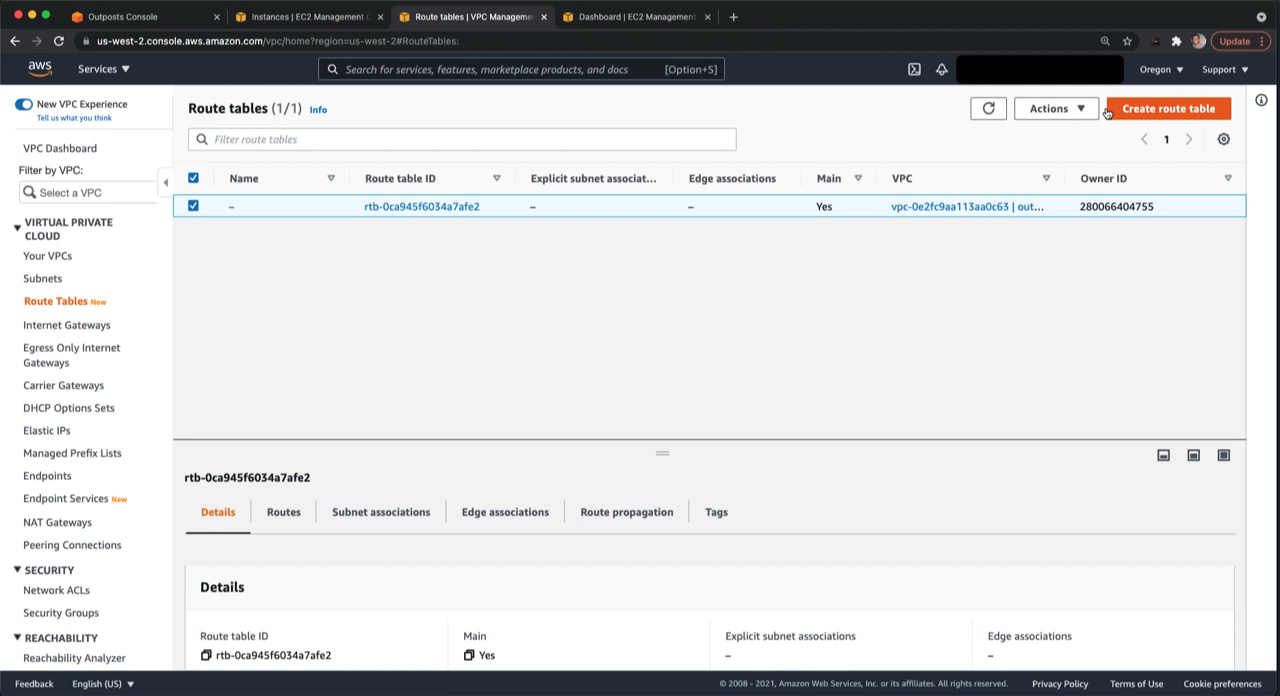 Outposts Console
Instances | EC2 Management C
Route tables | VPC Manageme
Dashboard | EC2 Management
us-west-2.console.aws.amazon.com/vpc/home?region=us-west-2#RouteTables:
Update
aws
Services
Search for services, features, marketplace products, and docs
[Option+S]
Oregon
Support
New VPC Experience
Tell us what you think
VPC Dashboard
Filter by VPC:
Select a VPC
VIRTUAL PRIVATE
CLOUD
Your VPCs
Subnets
Route Tables New
Internet Gateways
Egress Only Internet
Gateways
Carrier Gateways
DHCP Options Sets
Elastic IPs
Managed Prefix Lists
Endpoints
Endpoint Services New
NAT Gateways
Peering Connections
SECURITY
Network ACLs
Security Groups
REACHABILITY
Reachability Analyzer
Route tables (1/1) Info
Actions
Create route table
Filter route tables
1
Name
Route table ID
Explicit subnet associat...
Edge associations
Main
VPC
Owner ID
–
rtb-0ca945f6034a7afe2
–
–
Yes
vpc-0e2fc9aa113aa0c63 | out...
280066404755
rtb-0ca945f6034a7afe2
Details
Routes
Subnet associations
Edge associations
Route propagation
Tags
Details
Route table ID
rtb-0ca945f6034a7afe2
Main
Yes
Explicit subnet associations
–
Edge associations
–
Feedback
English (US)
© 2008 - 2021, Amazon Web Services, Inc. or its affiliates. All rights reserved.
Privacy Policy
Terms of Use
Cookie preferences